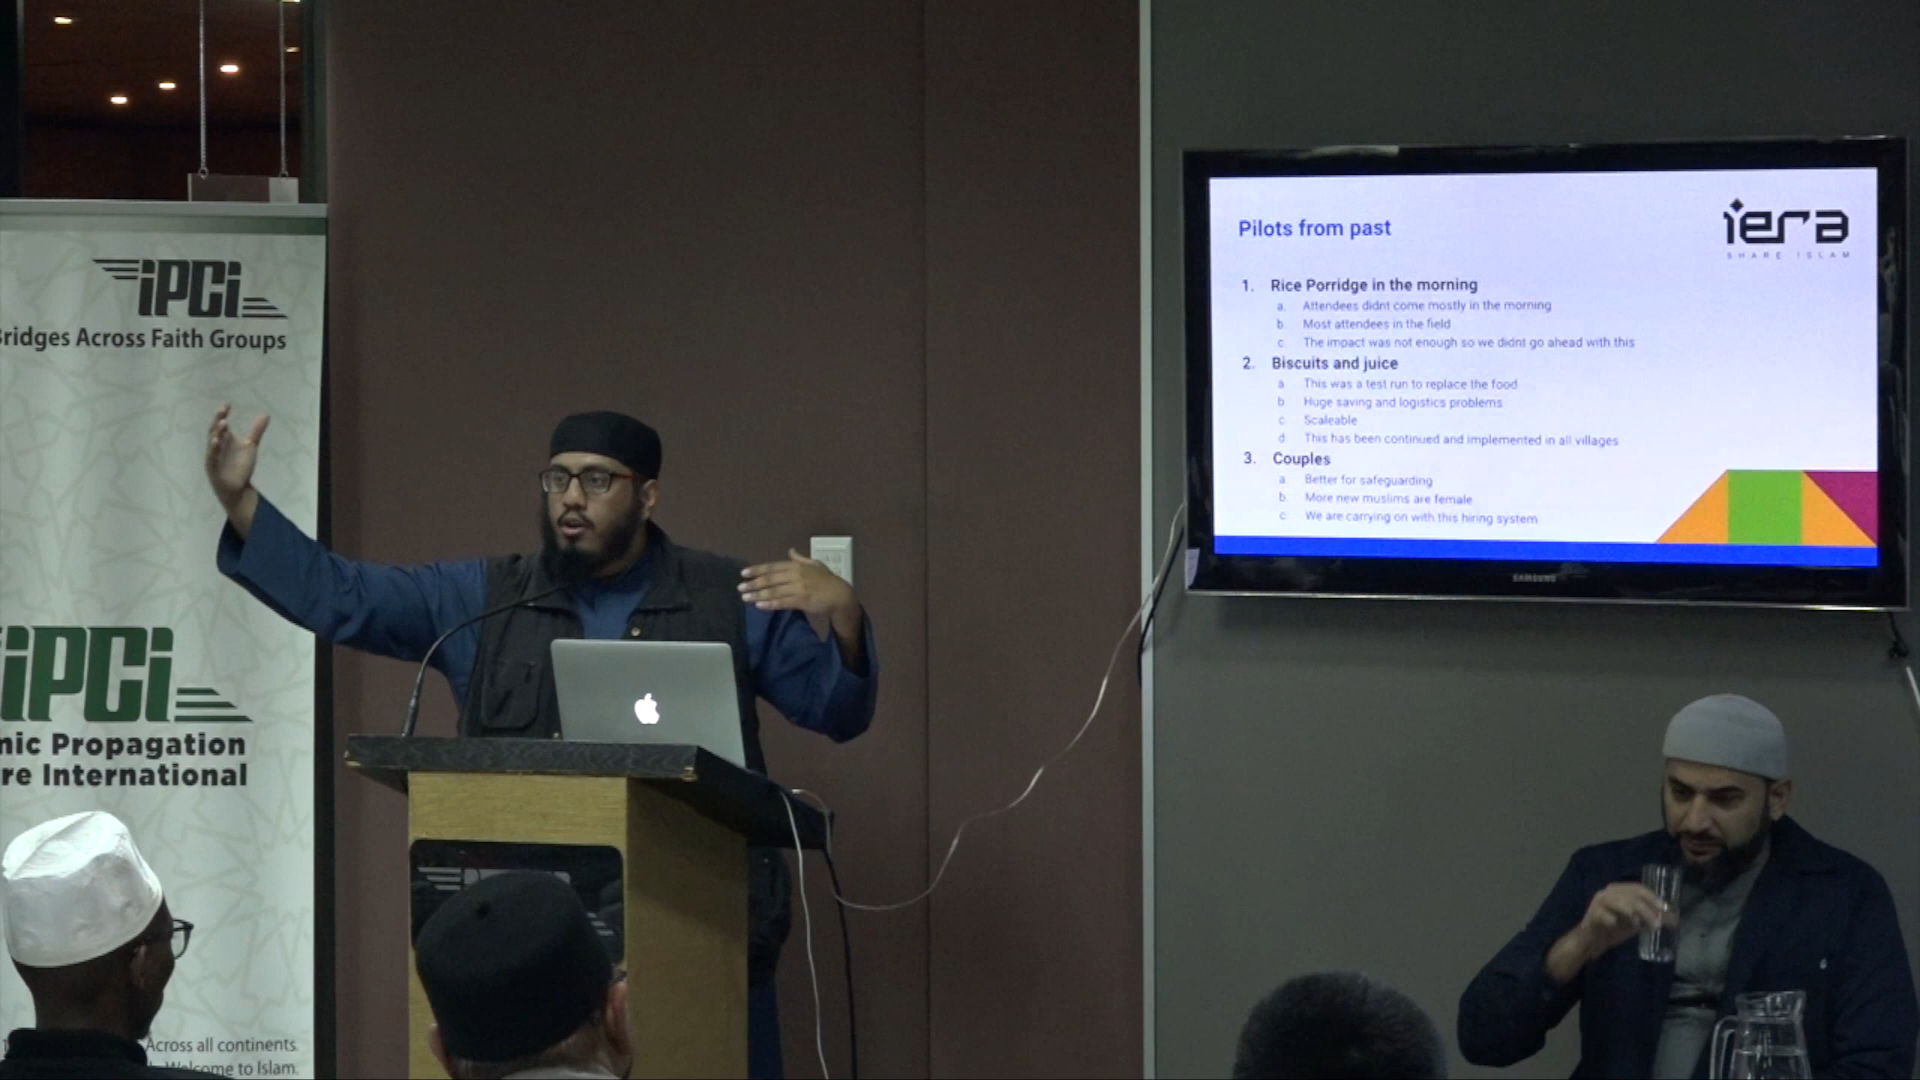 iPCi
Bridges Across Faith Groups
iPCi
mic Propagation
re International
Across all continents.
Welcome to Islam.
Pilots from past
iera
SHARE ISLAM
1. Rice Porridge in the morning
a. Attendees didnt come mostly in the morning
b. Most attendees in the field
c. The impact was not enough so we didnt go ahead with this
2. Biscuits and juice
a. This was a test run to replace the food
b. Huge saving and logistics problems
c. Scaleable
d. This has been continued and implemented in all villages
3. Couples
a. Better for safeguarding
b. More new muslims are female
c. We are carrying on with this hiring system
SAMSUNG